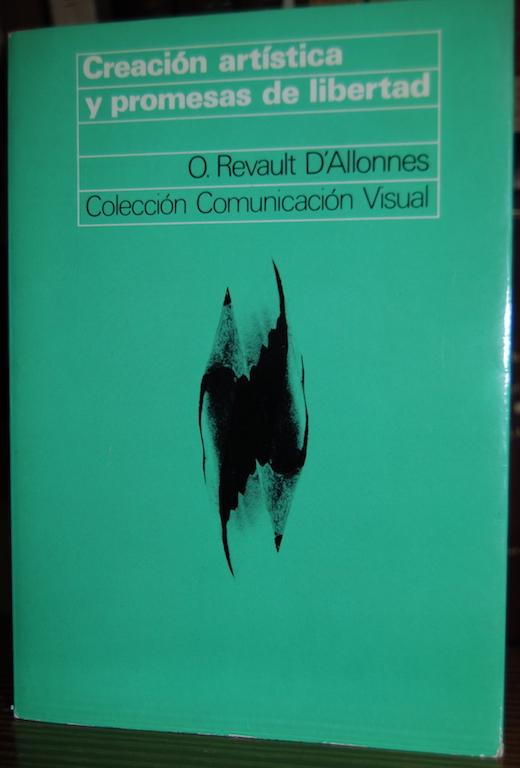 Creación artística
y promesas de libertad
O. Revault D'Allonnes
Colección Comunicación Visual